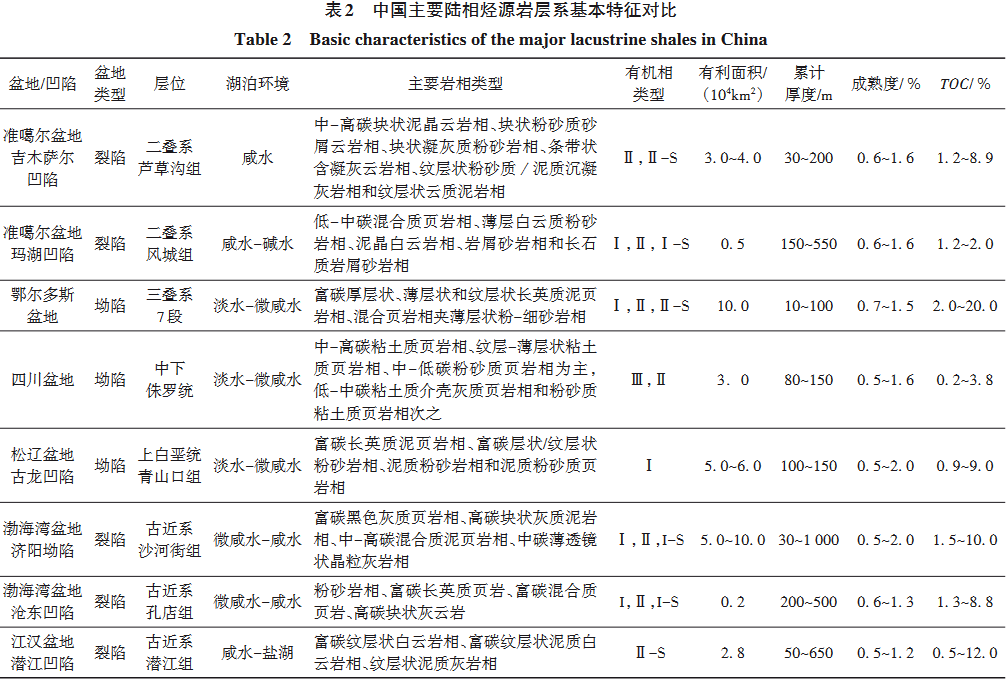 表2 中国主要陆相烃源岩层系基本特征对比
Table 2 Basic characteristics of the major lacustrine shales in China
盆地/凹陷 盆地类型 层位 湖泊环境 主要岩相类型 有机相类型 有利面积/（10⁴km²） 累计厚度/m 成熟度/% TOC/%
准噶尔盆地吉木萨尔凹陷 裂陷 二叠系芦草沟组 咸水 中-高碳块状泥晶云岩相、块状粉砂质砂屑云岩相、块状凝灰质粉砂岩相、条带状含凝灰云岩相、纹层状粉砂质/泥质沉凝灰岩相和纹层状云质泥岩相 Ⅱ,Ⅱ-S 3.0~4.0 30~200 0.6~1.6 1.2~8.9
准噶尔盆地玛湖凹陷 裂陷 二叠系风城组 咸水-碱水 低-中碳混合质页岩相、薄层白云质粉砂岩相、泥晶白云岩相、岩屑砂岩相和长石质岩屑砂岩相 Ⅰ,Ⅱ,Ⅰ-S 0.5 150~550 0.6~1.6 1.2~2.0
鄂尔多斯盆地 坳陷 三叠系7段 淡水-微咸水 富碳厚层状、薄层状和纹层状长英质泥页岩相、混合页岩相夹薄层状粉-细砂岩相 Ⅰ,Ⅱ,Ⅱ-S 10.0 10~100 0.7~1.5 2.0~20.0
四川盆地 坳陷 中下侏罗统 淡水-微咸水 中-高碳粘土质页岩相、纹层-薄层状粘土质页岩相、中-低碳粉砂质页岩相为主，低-中碳粘土质介壳灰质页岩相和粉砂质粘土质页岩相次之 Ⅲ,Ⅱ 3. 0 80~150 0.5~1.6 0.2~3.8
松辽盆地古龙凹陷 坳陷 上白垩统青山口组 淡水-微咸水 富碳长英质泥页岩相、富碳层状/纹层状粉砂岩相、泥质粉砂岩相和泥质粉砂质页岩相 Ⅰ 5.0~6.0 100~150 0.5~2.0 0.9~9.0
渤海湾盆地济阳坳陷 裂陷 古近系沙河街组 微咸水-咸水 富碳黑色灰质页岩相、高碳块状灰质泥岩相、中-高碳混合质泥页岩相、中碳薄透镜状晶粒灰岩相 Ⅰ,Ⅱ,I-S 5.0~10.0 30~1 000 0.5~2.0 1.5~10.0
渤海湾盆地沧东凹陷 裂陷 古近系孔店组 微咸水-咸水 粉砂岩相、富碳长英质页岩、富碳混合质页岩、高碳块状灰云岩 I,Ⅱ,I-S 0.2 200~500 0.6~1.3 1.3~8.8
江汉盆地潜江凹陷 裂陷 古近系潜江组 咸水-盐湖 富碳纹层状白云岩相、富碳纹层状泥质白云岩相、纹层状泥质灰岩相 Ⅱ-S 2.8 50~650 0.5~1.2 0.5~12.0